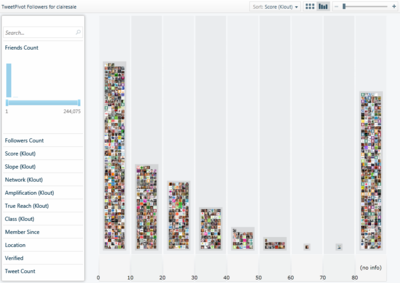 TweetPivot Followers for clairesale
Sort: Score (Klout)
Search...
Friends Count
1 244,075
Followers Count
Score (Klout)
Slope (Klout)
Network (Klout)
Amplification (Klout)
True Reach (Klout)
Class (Klout)
Member Since
Location
Verified
Tweet Count
(no info)
0 10 20 30 40 50 60 70 80